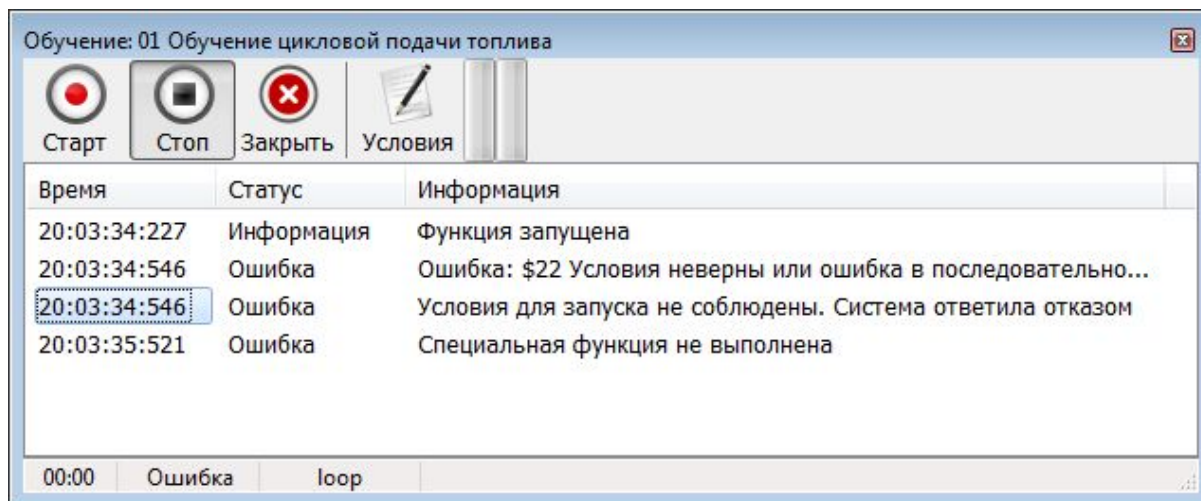 Обучение: 01 Обучение цикловой подачи топлива
Старт Стоп Закрыть Условия
Время Статус Информация
20:03:34:227 Информация Функция запущена
20:03:34:546 Ошибка Ошибка: $22 Условия неверны или ошибка в последовательно...
20:03:34:546 Ошибка Условия для запуска не соблюдены. Система ответила отказом
20:03:35:521 Ошибка Специальная функция не выполнена
00:00 Ошибка loop